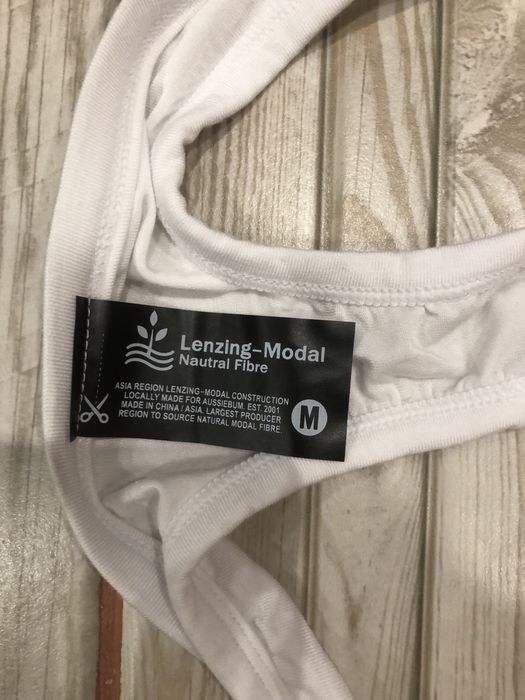 Lenzing-Modal
Nautral Fibre
ASIA REGION LENZING-MODAL CONSTRUCTION
LOCALLY MADE FOR AUSSIEBUM. EST. 2001
MADE IN CHINA / ASIA. LARGEST PRODUCER
REGION TO SOURCE NATURAL MODAL FIBRE.
M